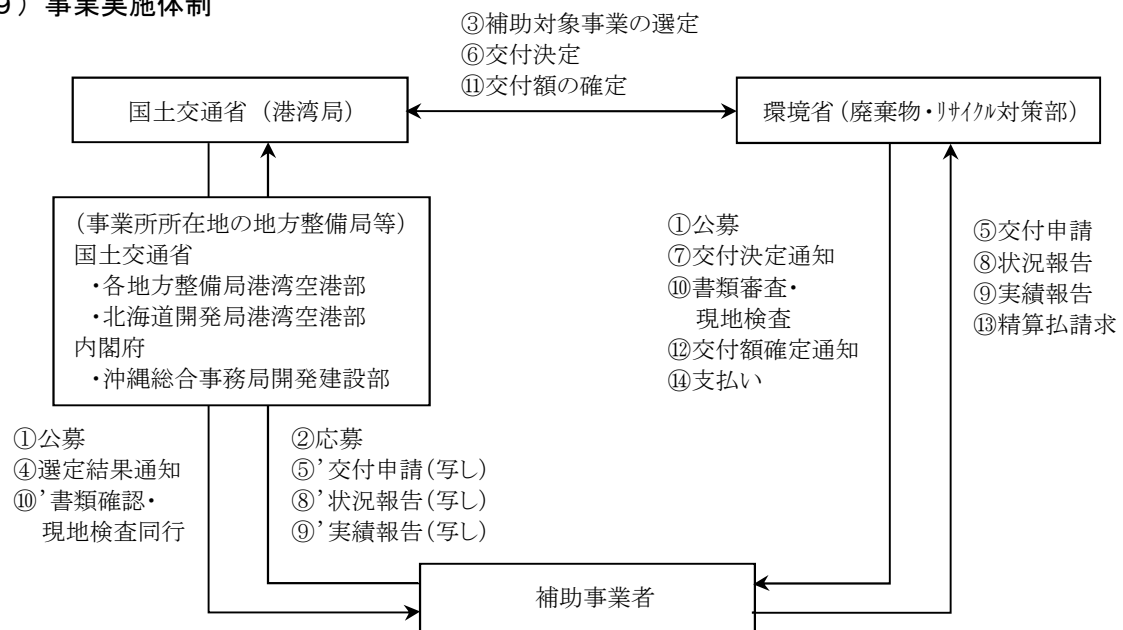 9）事業実施体制
③補助対象事業の選定
⑥交付決定
⑪交付額の確定
国土交通省（港湾局）
環境省（廃棄物・ﾘｻｲｸﾙ対策部）
（事業所所在地の地方整備局等）
国土交通省
・各地方整備局港湾空港部
・北海道開発局港湾空港部
内閣府
・沖縄総合事務局開発建設部
①公募
⑦交付決定通知
⑩書類審査・
現地検査
⑫交付額確定通知
⑭支払い
⑤交付申請
⑧状況報告
⑨実績報告
⑬精算払請求
①公募
④選定結果通知
⑩’書類確認・
現地検査同行
②応募
⑤’交付申請（写し）
⑧’状況報告（写し）
⑨’実績報告（写し）
補助事業者